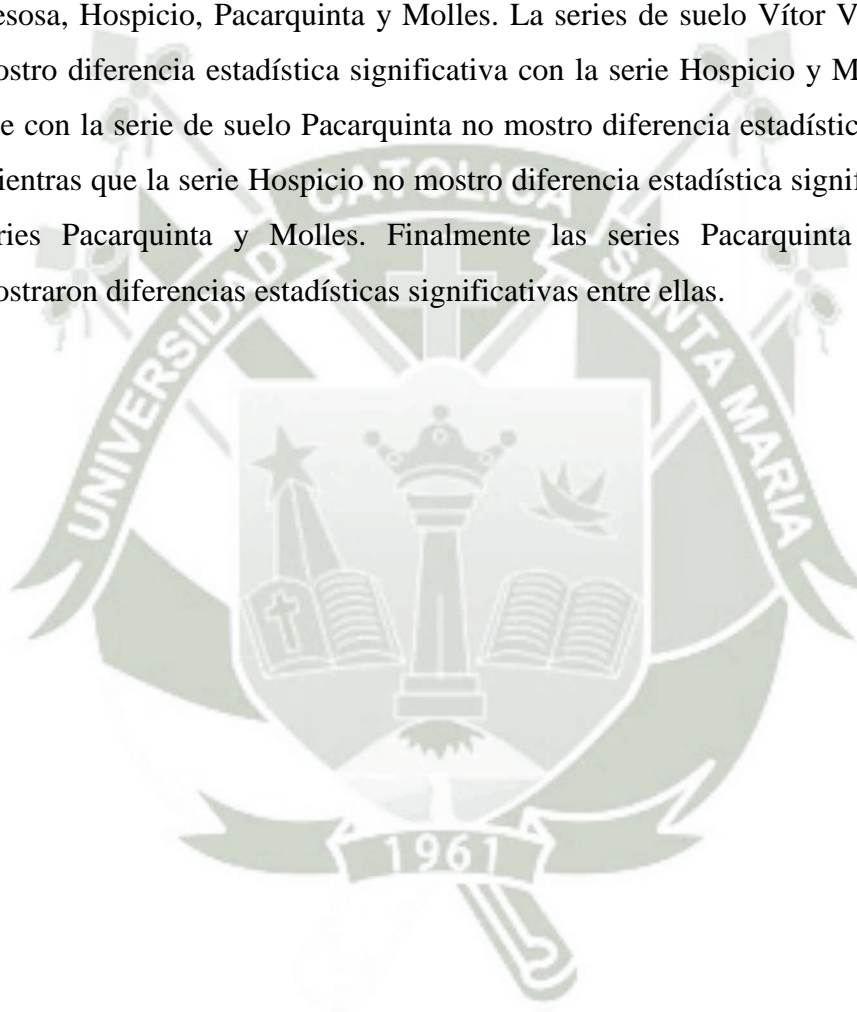 esosa, Hospicio, Pacarquinta y Molles. La series de suelo Vítor V
ostro diferencia estadística significativa con la serie Hospicio y M
e con la serie de suelo Pacarquinta no mostro diferencia estadístic
ientras que la serie Hospicio no mostro diferencia estadística signif
ries Pacarquinta y Molles. Finalmente las series Pacarquinta
ostraron diferencias estadísticas significativas entre ellas.
UNIVERSIDAD CATOLICA SANTA MARIA
1961